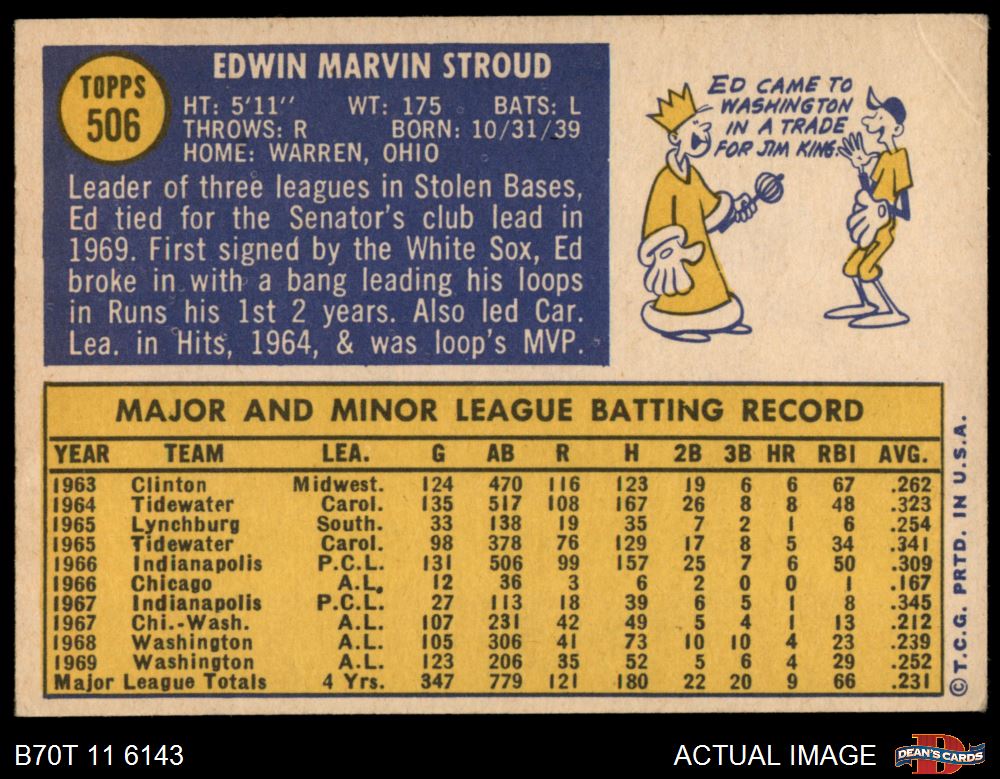 TOPPS
506
EDWIN MARVIN STROUD
HT: 5'11" WT: 175 BATS: L
THROWS: R BORN: 10/31/39
HOME: WARREN, OHIO
Leader of three leagues in Stolen Bases,
Ed tied for the Senator's club lead in
1969. First signed by the White Sox, Ed
broke in with a bang leading his loops
in Runs his 1st 2 years. Also led Car.
Lea. in Hits, 1964, & was loop's MVP.
ED CAME TO
WASHINGTON
IN A TRADE
FOR JIM KING.
MAJOR AND MINOR LEAGUE BATTING RECORD
YEAR TEAM LEA. G AB R H 2B 3B HR RBI AVG.
1963 Clinton Midwest. 124 470 116 123 19 6 6 67 .262
1964 Tidewater Carol. 135 517 108 167 26 8 8 48 .323
1965 Lynchburg South. 33 138 19 35 7 2 1 6 .254
1965 Tidewater Carol. 98 378 76 129 17 8 5 34 .341
1966 Indianapolis P.C.L. 131 506 99 157 25 7 6 50 .309
1966 Chicago A.L. 12 36 3 6 2 0 0 1 .167
1967 Indianapolis P.C.L. 27 113 18 39 6 5 1 8 .345
1967 Chi.-Wash. A.L. 107 231 42 49 5 4 1 13 .212
1968 Washington A.L. 105 306 41 73 10 10 4 23 .239
1969 Washington A.L. 123 206 35 52 5 6 4 29 .252
Major League Totals 4 Yrs. 347 779 121 180 22 20 9 66 .231
© T.C.G. PRTD. IN U.S.A.
B70T 11 6143
ACTUAL IMAGE
DEAN'S CARDS